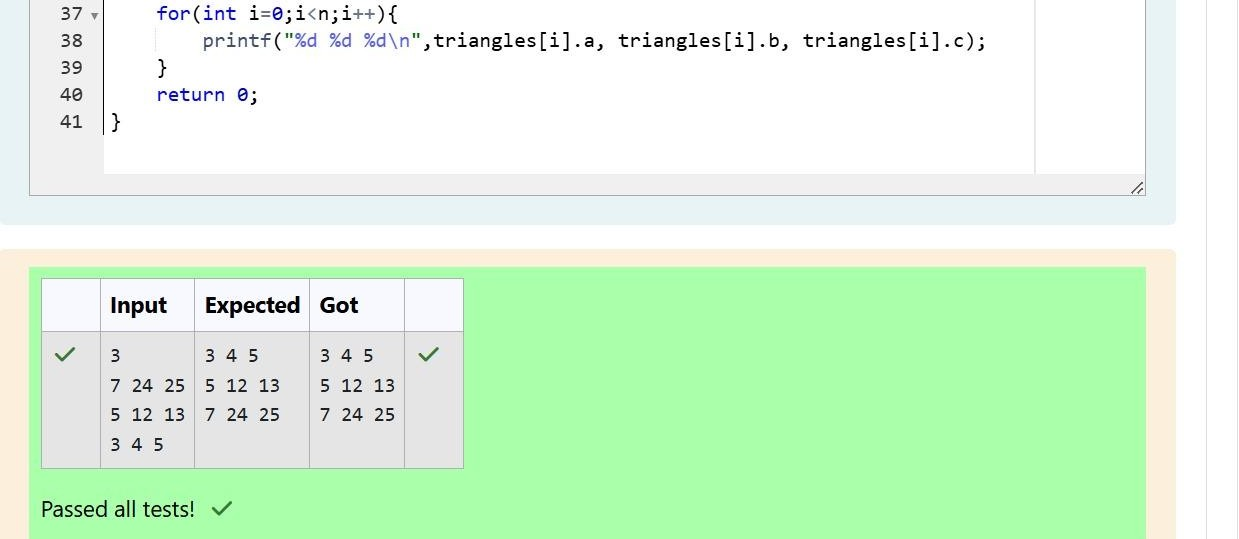 37 for(int i=0;i<n;i++){
38 printf("%d %d %d\n",triangles[i].a, triangles[i].b, triangles[i].c);
39 }
40 return 0;
41 }
Input Expected Got
3 3 4 5 3 4 5
7 24 25 5 12 13 5 12 13
5 12 13 7 24 25 7 24 25
3 4 5
Passed all tests!